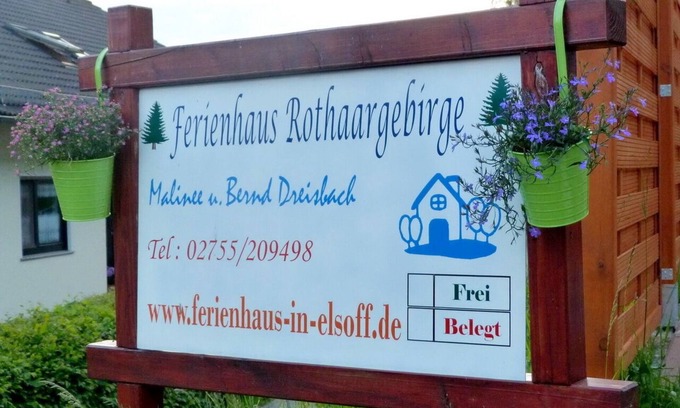 Ferienhaus Rothaargebirge
Malinee u. Bernd Dreisbach
Tel : 02755/209498
www.ferienhaus-in-elsoff.de
Frei
Belegt